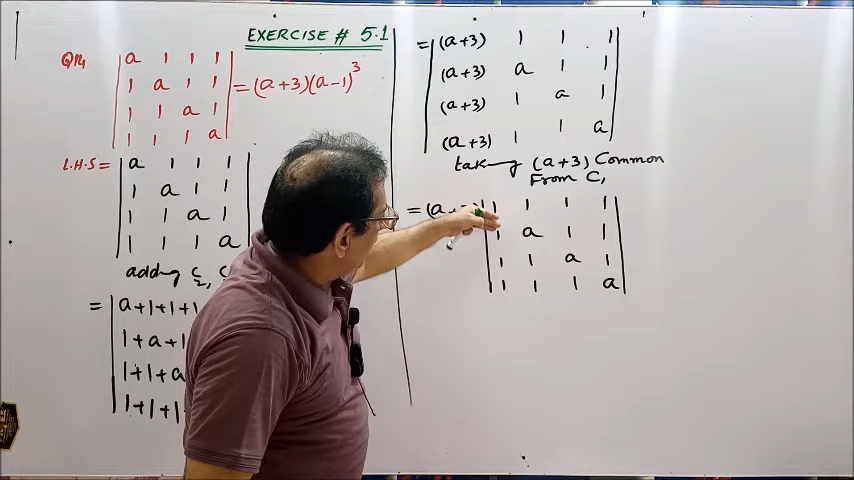 EXERCISE # 5.1
Q14
| a 1 1 1 |
| 1 a 1 1 | = (a+3)(a-1)³
| 1 1 a 1 |
| 1 1 1 a |
L.H.S =
| a 1 1 1 |
| 1 a 1 1 |
| 1 1 a 1 |
| 1 1 1 a |
adding C₂,
= | a+1+1+1
| 1+a+1
| 1+1+a
| 1+1+1
= | (a+3) 1 1 1 |
| (a+3) a 1 1 |
| (a+3) 1 a 1 |
| (a+3) 1 1 a |
taking (a+3) Common
From C₁
= (a
| 1 1 1 1 |
| 1 a 1 1 |
| 1 1 a 1 |
| 1 1 1 a |